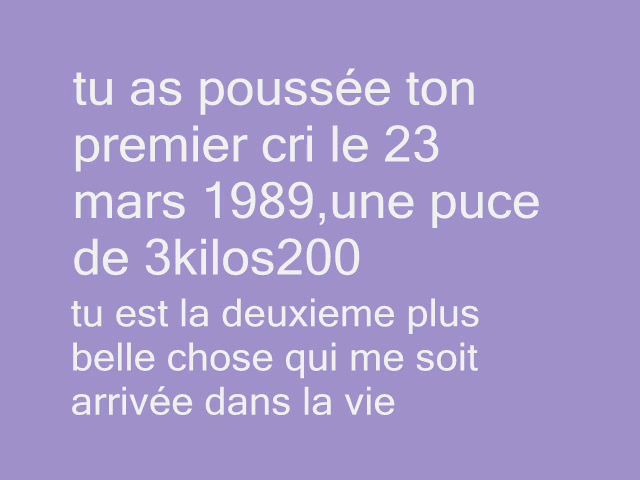 tu as poussée ton
premier cri le 23
mars 1989,une puce
de 3kilos200
tu est la deuxieme plus
belle chose qui me soit
arrivée dans la vie